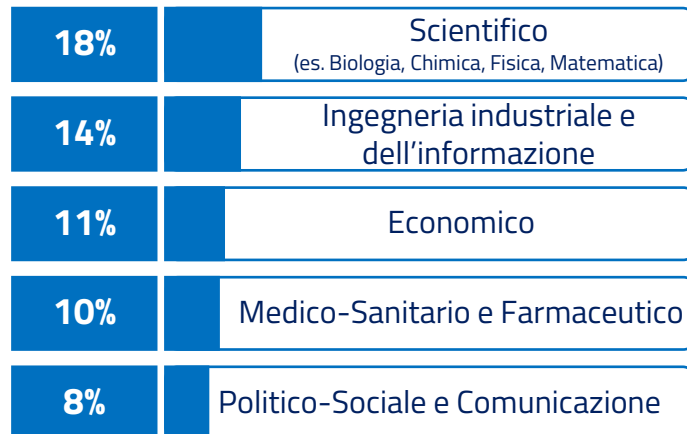 18%
Scientifico
(es. Biologia, Chimica, Fisica, Matematica)
14%
Ingegneria industriale e
dell'informazione
11%
Economico
10%
Medico-Sanitario e Farmaceutico
8%
Politico-Sociale e Comunicazione